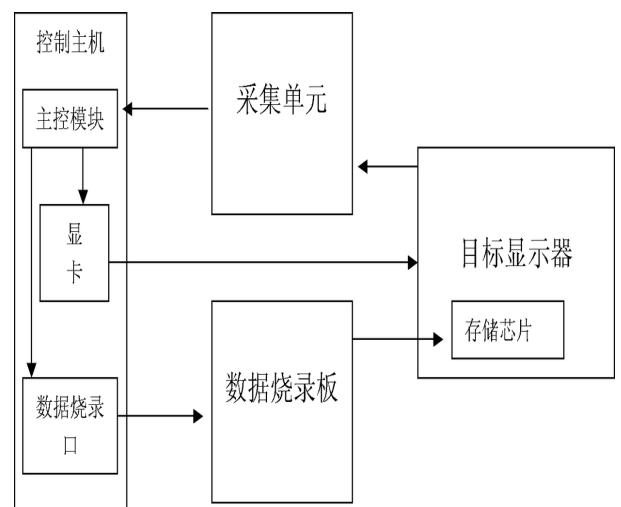 控制主机
主控模块
显
卡
数据烧录
口
采集单元
数据烧录板
目标显示器
存储芯片